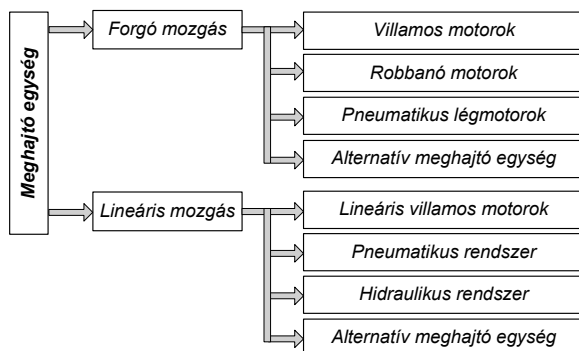 Meghajtó egység
Forgó mozgás
Villamos motorok
Robbanó motorok
Pneumatikus légmotorok
Alternatív meghajtó egység
Lineáris mozgás
Lineáris villamos motorok
Pneumatikus rendszer
Hidraulikus rendszer
Alternatív meghajtó egység